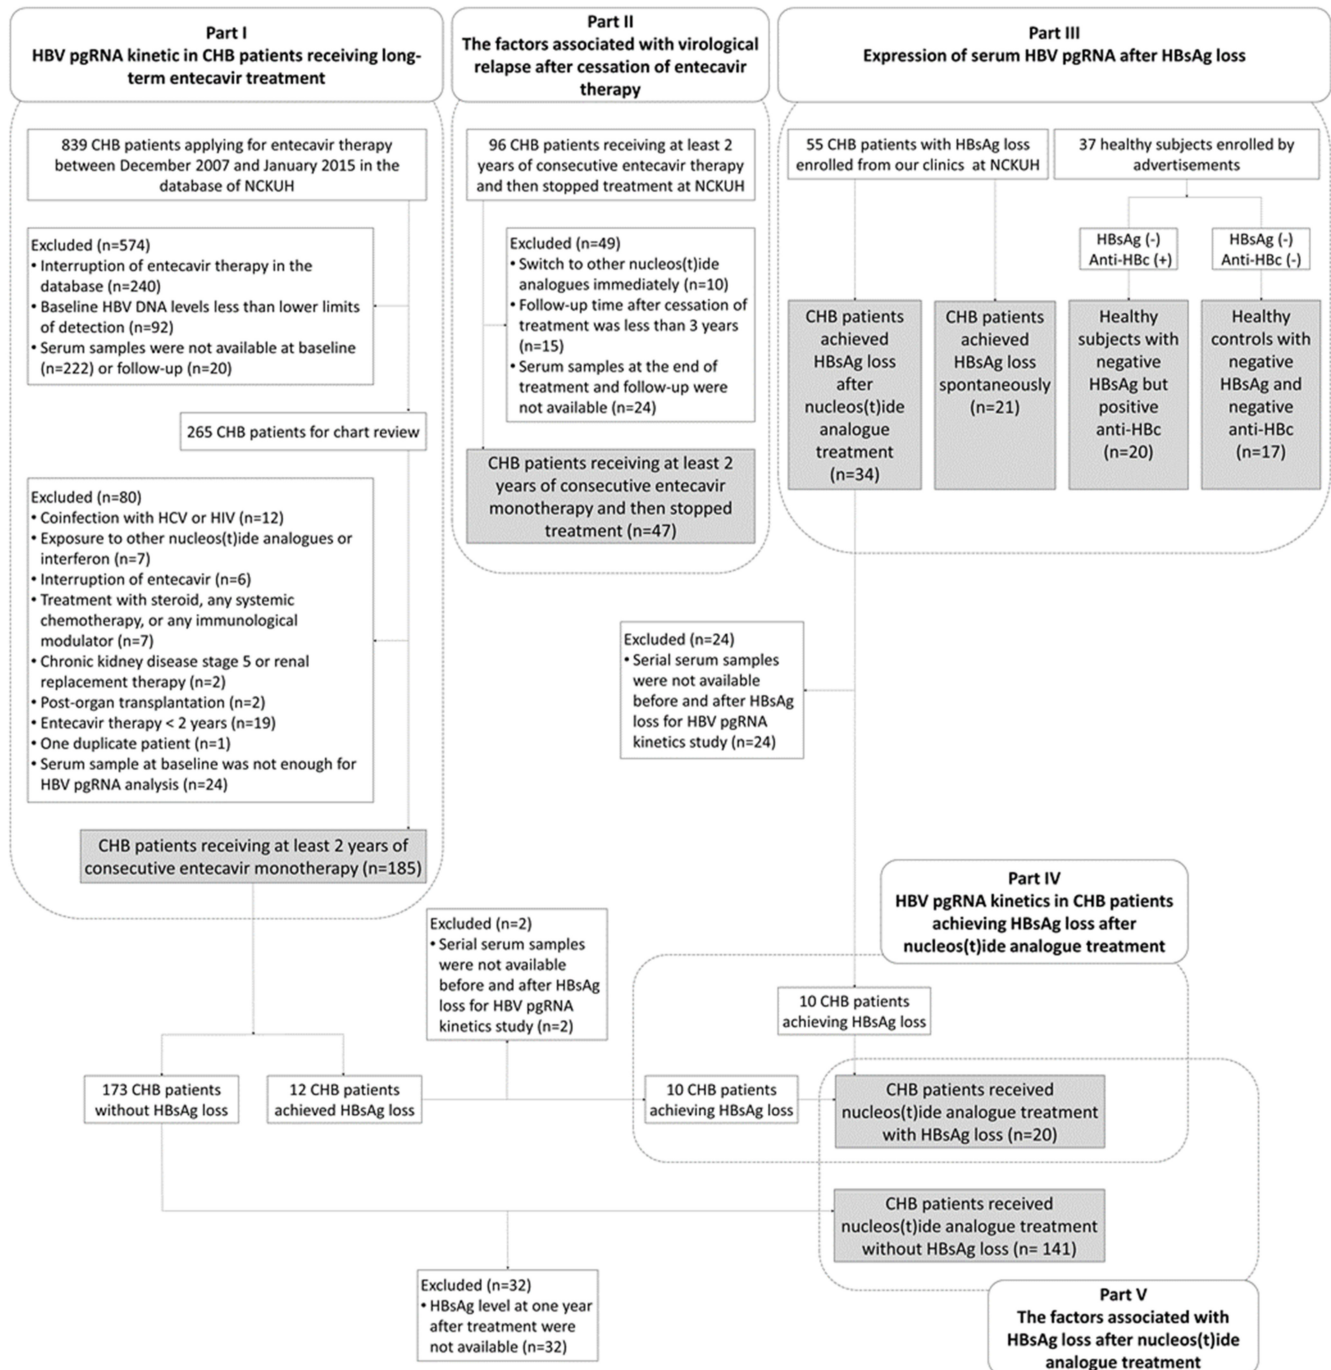 Part I
HBV pgRNA kinetic in CHB patients receiving long-
term entecavir treatment
839 CHB patients applying for entecavir therapy
between December 2007 and January 2015 in the
database of NCKUH
Excluded (n=574)
• Interruption of entecavir therapy in the
database (n=240)
• Baseline HBV DNA levels less than lower limits
of detection (n=92)
• Serum samples were not available at baseline
(n=222) or follow-up (n=20)
265 CHB patients for chart review
Excluded (n=80)
• Coinfection with HCV or HIV (n=12)
• Exposure to other nucleos(t)ide analogues or
interferon (n=7)
• Interruption of entecavir (n=6)
• Treatment with steroid, any systemic
chemotherapy, or any immunological
modulator (n=7)
• Chronic kidney disease stage 5 or renal
replacement therapy (n=2)
• Post-organ transplantation (n=2)
• Entecavir therapy < 2 years (n=19)
• One duplicate patient (n=1)
• Serum sample at baseline was not enough for
HBV pgRNA analysis (n=24)
CHB patients receiving at least 2 years of
consecutive entecavir monotherapy (n=185)
Part II
The factors associated with virological
relapse after cessation of entecavir
therapy
96 CHB patients receiving at least 2
years of consecutive entecavir therapy
and then stopped treatment at NCKUH
Excluded (n=49)
• Switch to other nucleos(t)ide
analogues immediately (n=10)
• Follow-up time after cessation of
treatment was less than 3 years
(n=15)
• Serum samples at the end of
treatment and follow-up were
not available (n=24)
CHB patients receiving at least 2
years of consecutive entecavir
monotherapy and then stopped
treatment (n=47)
Part III
Expression of serum HBV pgRNA after HBsAg loss
55 CHB patients with HBsAg loss
enrolled from our clinics at NCKUH
37 healthy subjects enrolled by
advertisements
HBsAg (-)
Anti-HBc (+)
HBsAg (-)
Anti-HBc (-)
CHB patients
achieved
HBsAg loss
after
nucleos(t)ide
analogue
treatment
(n=34)
CHB patients
achieved
HBsAg loss
spontaneously
(n=21)
Healthy
subjects with
negative
HBsAg but
positive
anti-HBc
(n=20)
Healthy
controls with
negative
HBsAg and
negative
anti-HBc
(n=17)
Excluded (n=24)
• Serial serum samples
were not available
before and after HBsAg
loss for HBV pgRNA
kinetics study (n=24)
Part IV
HBV pgRNA kinetics in CHB patients
achieving HBsAg loss after
nucleos(t)ide analogue treatment
Excluded (n=2)
• Serial serum samples
were not available
before and after HBsAg
loss for HBV pgRNA
kinetics study (n=2)
10 CHB patients
achieving HBsAg loss
173 CHB patients
without HBsAg loss
12 CHB patients
achieved HBsAg loss
10 CHB patients
achieving HBsAg loss
CHB patients received
nucleos(t)ide analogue treatment
with HBsAg loss (n=20)
CHB patients received
nucleos(t)ide analogue treatment
without HBsAg loss (n= 141)
Excluded (n=32)
• HBsAg level at one year
after treatment were
not available (n=32)
Part V
The factors associated with
HBsAg loss after nucleos(t)ide
analogue treatment